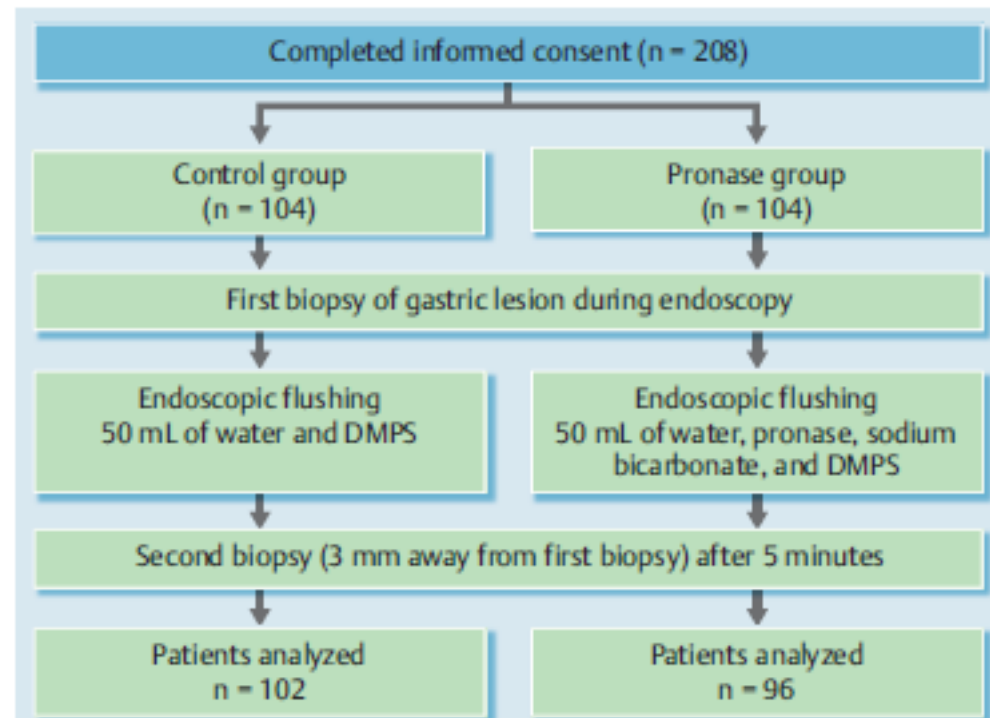 Completed informed consent (n = 208)
Control group
(n = 104)
Pronase group
(n = 104)
First biopsy of gastric lesion during endoscopy
Endoscopic flushing
50 mL of water and DMPS
Endoscopic flushing
50 mL of water, pronase, sodium
bicarbonate, and DMPS
Second biopsy (3 mm away from first biopsy) after 5 minutes
Patients analyzed
n = 102
Patients analyzed
n = 96